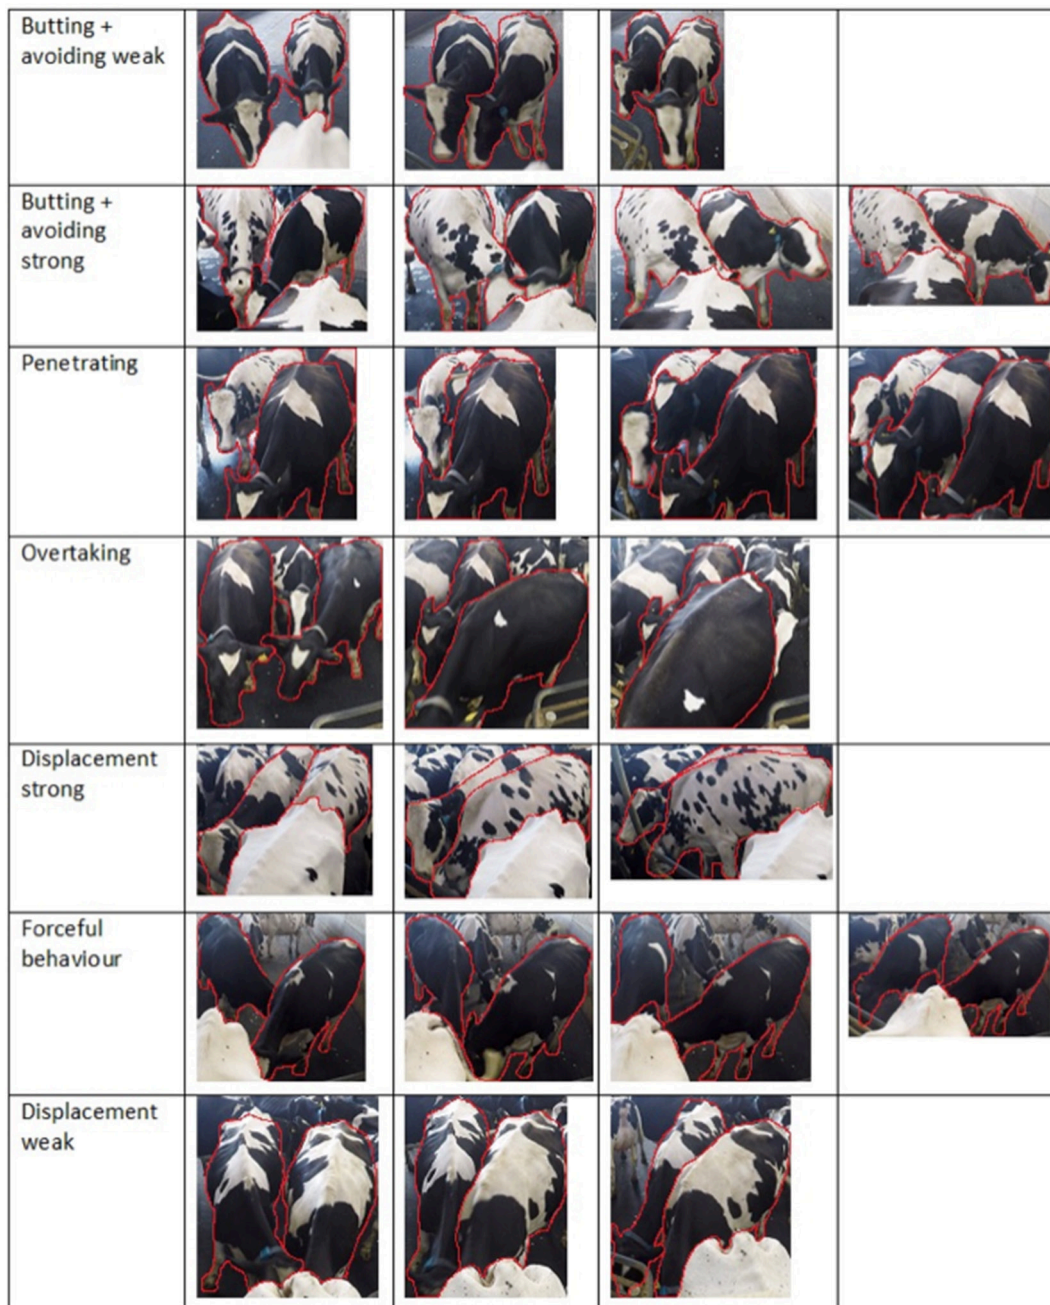 Butting +
avoiding weak
Butting +
avoiding
strong
Penetrating
Overtaking
Displacement
strong
Forceful
behaviour
Displacement
weak